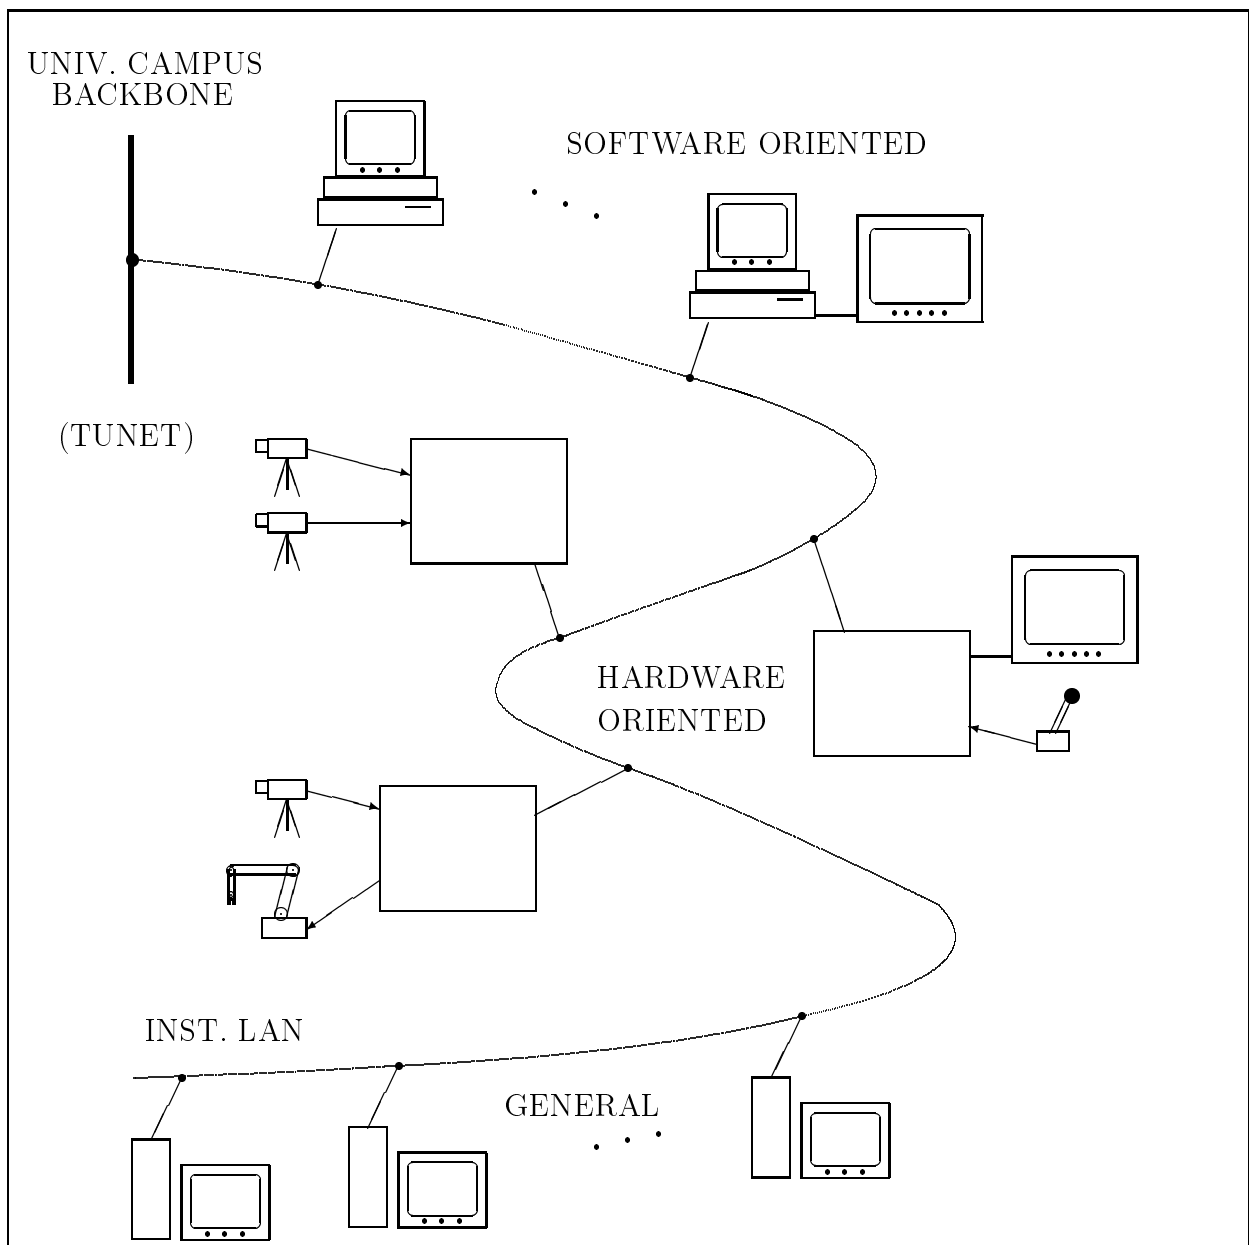 UNIV. CAMPUS
BACKBONE
SOFTWARE ORIENTED
(TUNET)
HARDWARE
ORIENTED
INST. LAN
GENERAL